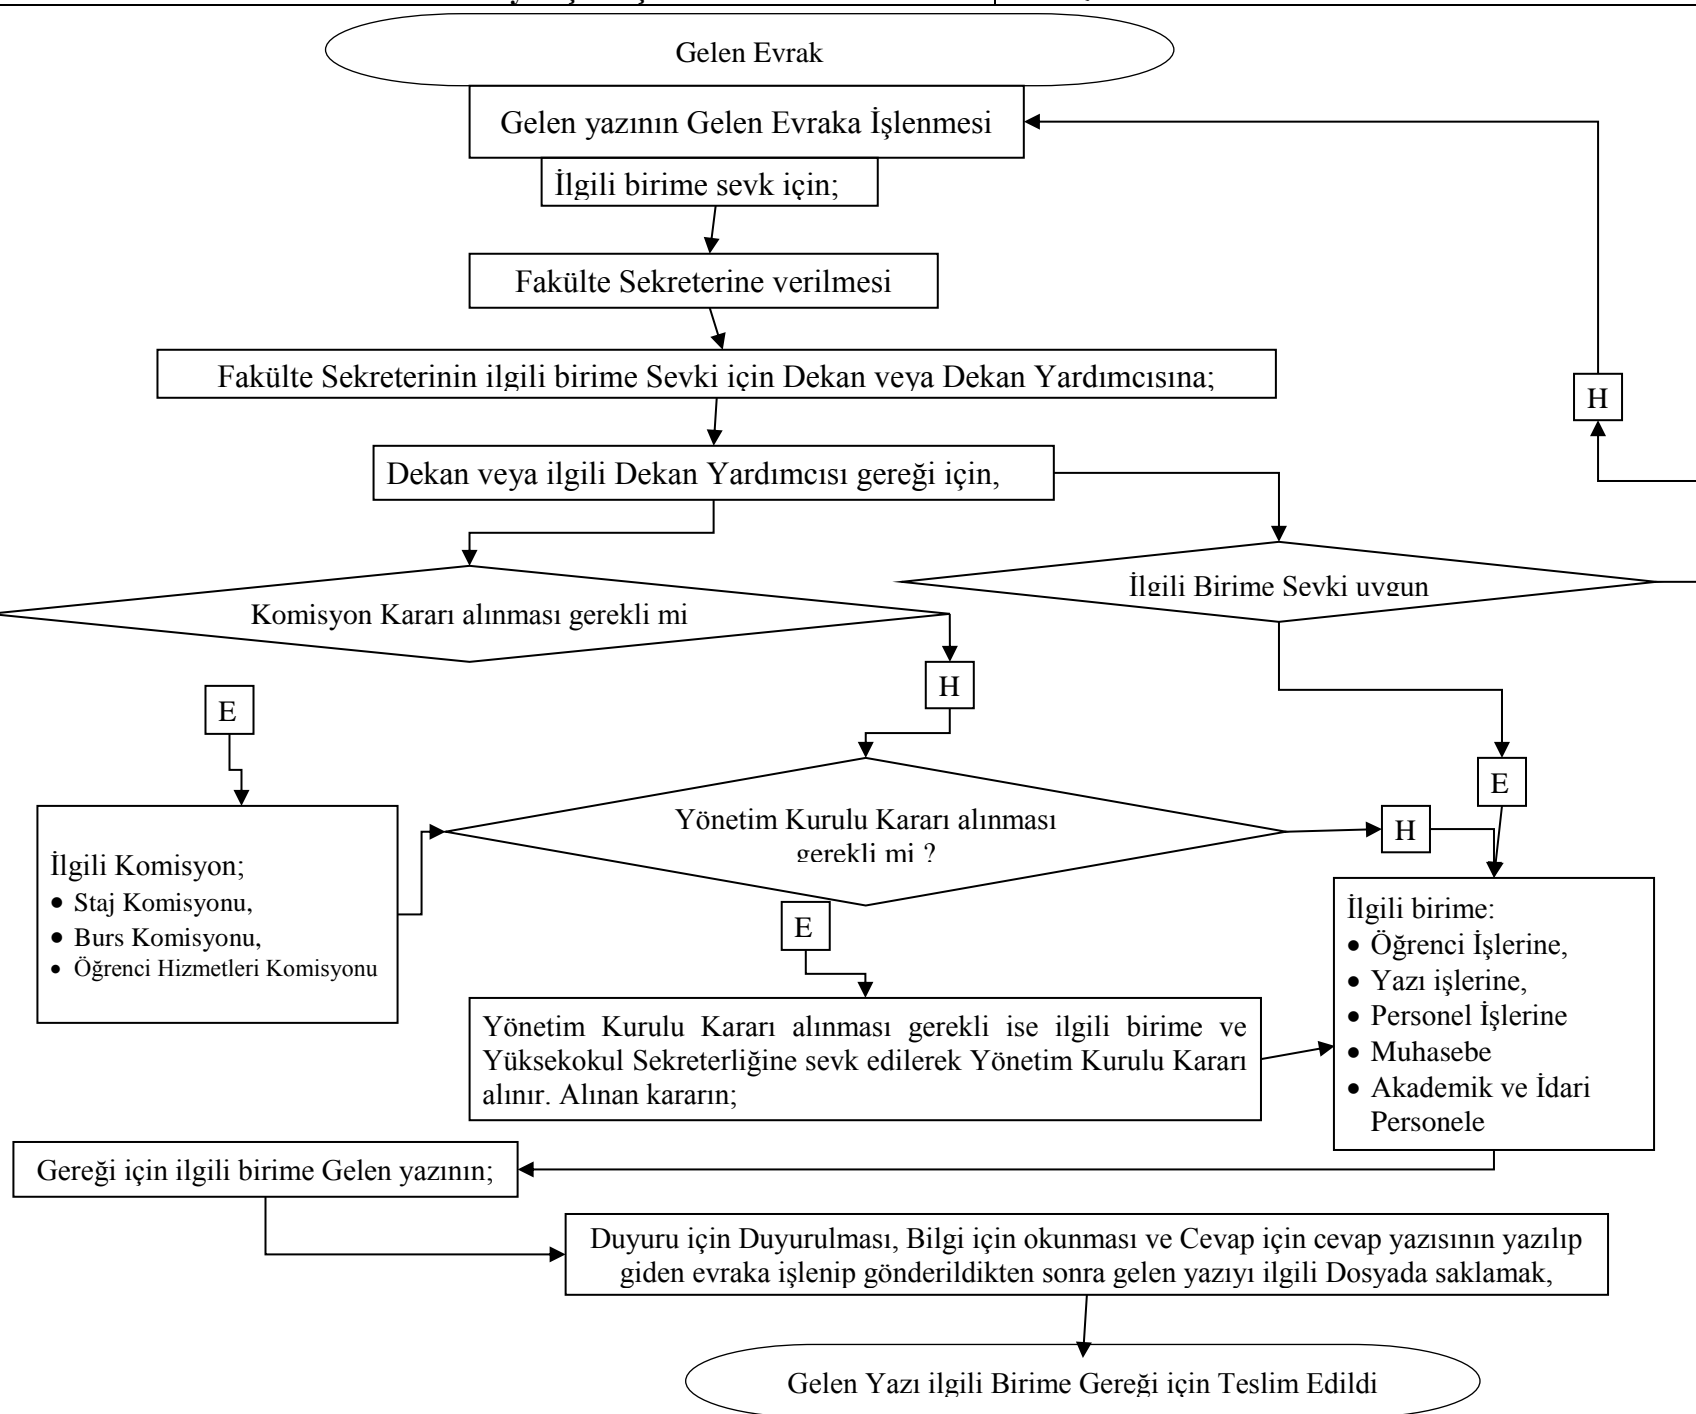 Gelen Evrak
Gelen yazının Gelen Evraka İşlenmesi
İlgili birime sevk için;
Fakülte Sekreterine verilmesi
Fakülte Sekreterinin ilgili birime Sevki için Dekan veya Dekan Yardımcısına;
H
Dekan veya ilgili Dekan Yardımcısı gereği için,
İlgili Birime Sevki uygun
Komisyon Kararı alınması gerekli mi
H
E
E
Yönetim Kurulu Kararı alınması
gerekli mi ?
H
İlgili Komisyon;
• Staj Komisyonu,
• Burs Komisyonu,
• Öğrenci Hizmetleri Komisyonu
E
İlgili birime:
• Öğrenci İşlerine,
• Yazı işlerine,
• Personel İşlerine
• Muhasebe
• Akademik ve İdari
Personele
Yönetim Kurulu Kararı alınması gerekli ise ilgili birime ve
Yüksekokul Sekreterliğine sevk edilerek Yönetim Kurulu Kararı
alınır. Alınan kararın;
Gereği için ilgili birime Gelen yazının;
Duyuru için Duyurulması, Bilgi için okunması ve Cevap için cevap yazısının yazılıp
giden evraka işlenip gönderildikten sonra gelen yazıyı ilgili Dosyada saklamak,
Gelen Yazı ilgili Birime Gereği için Teslim Edildi